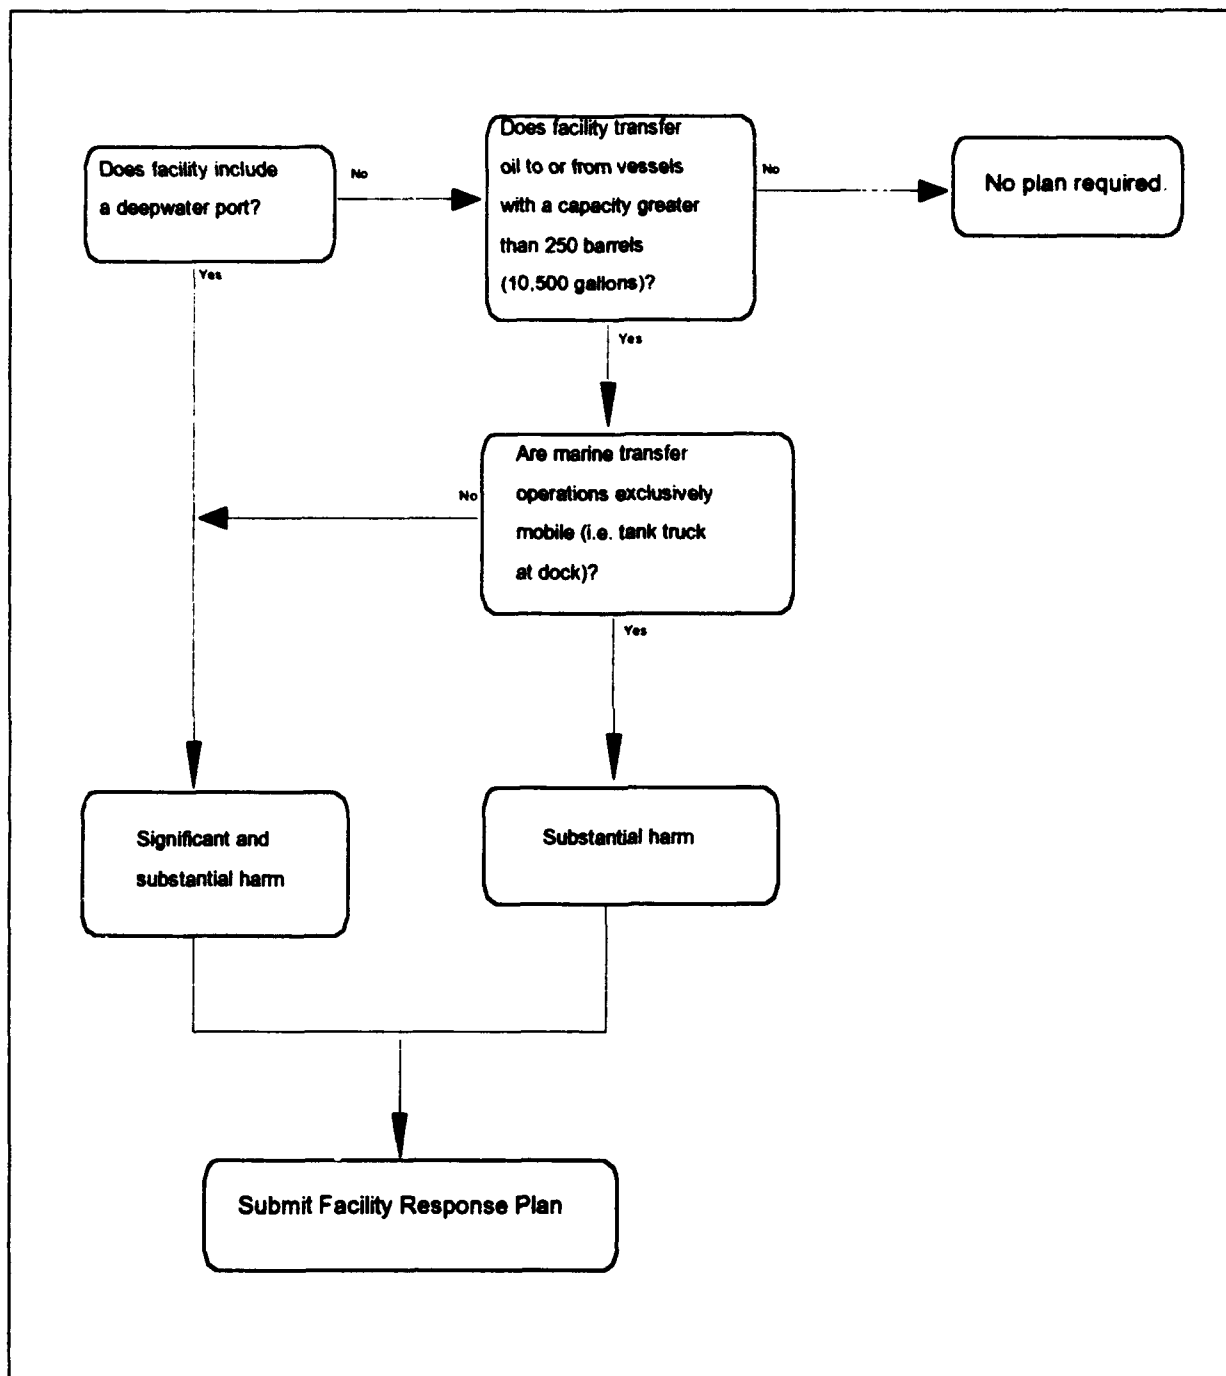 Does facility include
a deepwater port?
No
Does facility transfer
oil to or from vessels
with a capacity greater
than 250 barrels
(10,500 gallons)?
No
No plan required.
Yes
Yes
Are marine transfer
operations exclusively
mobile (i.e. tank truck
at dock)?
No
Yes
Significant and
substantial harm
Substantial harm
Submit Facility Response Plan